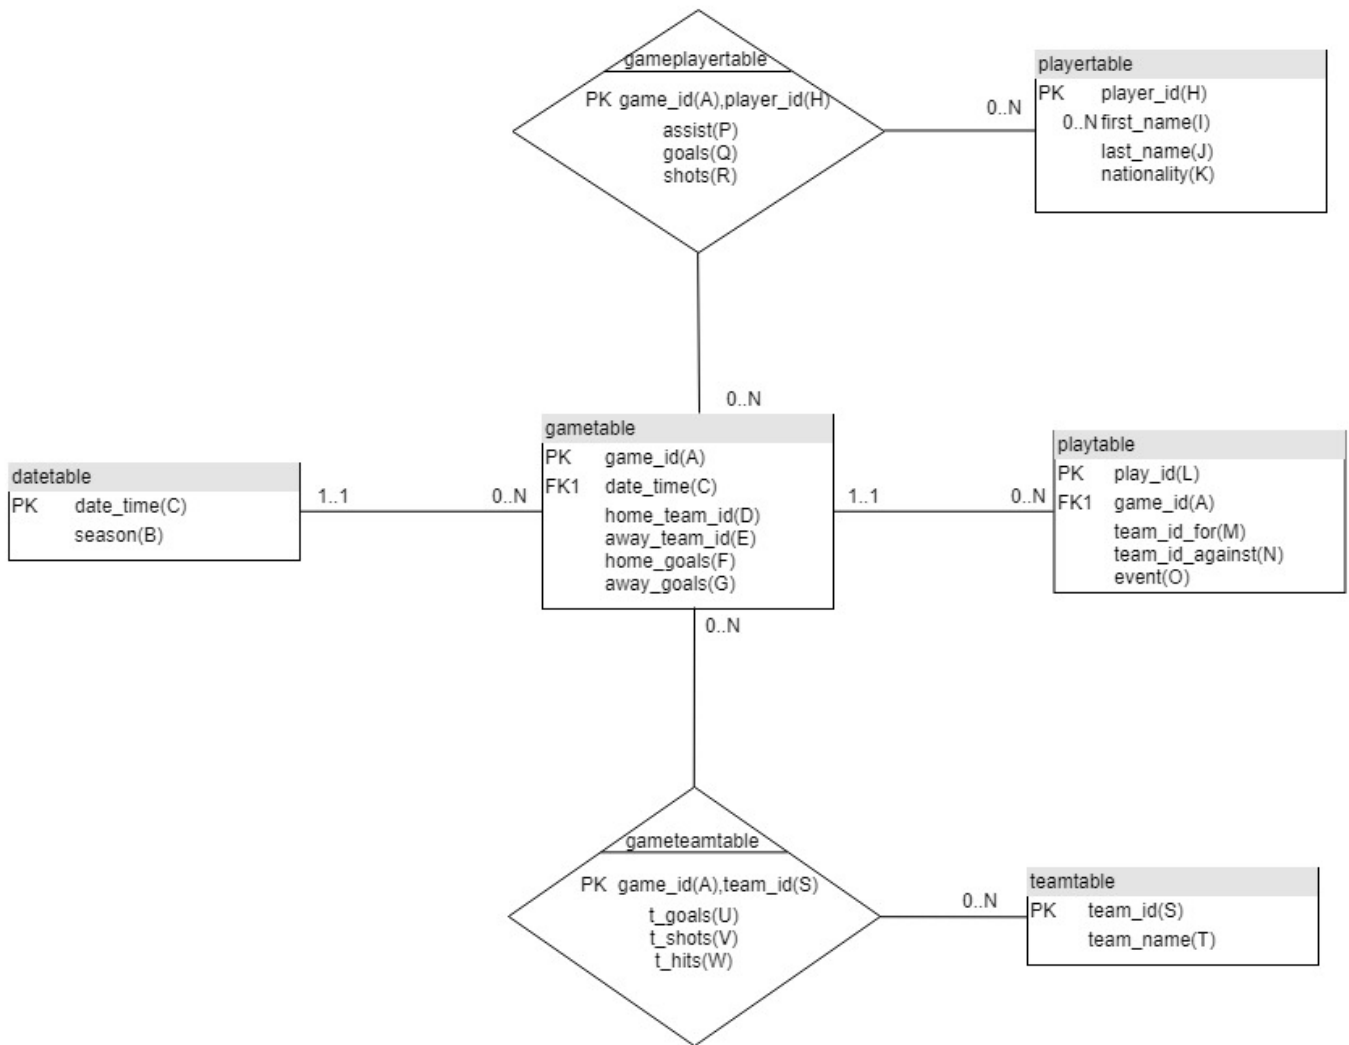 gameplayertable
PK game_id(A),player_id(H)
assist(P)
goals(Q)
shots(R)
0..N
playertable
PK player_id(H)
0..N first_name(I)
last_name(J)
nationality(K)
0..N
datetable
PK date_time(C)
season(B)
1..1
0..N
gametable
PK game_id(A)
FK1 date_time(C)
home_team_id(D)
away_team_id(E)
home_goals(F)
away_goals(G)
1..1
0..N
playtable
PK play_id(L)
FK1 game_id(A)
team_id_for(M)
team_id_against(N)
event(O)
0..N
gameteamtable
PK game_id(A),team_id(S)
t_goals(U)
t_shots(V)
t_hits(W)
0..N
teamtable
PK team_id(S)
team_name(T)